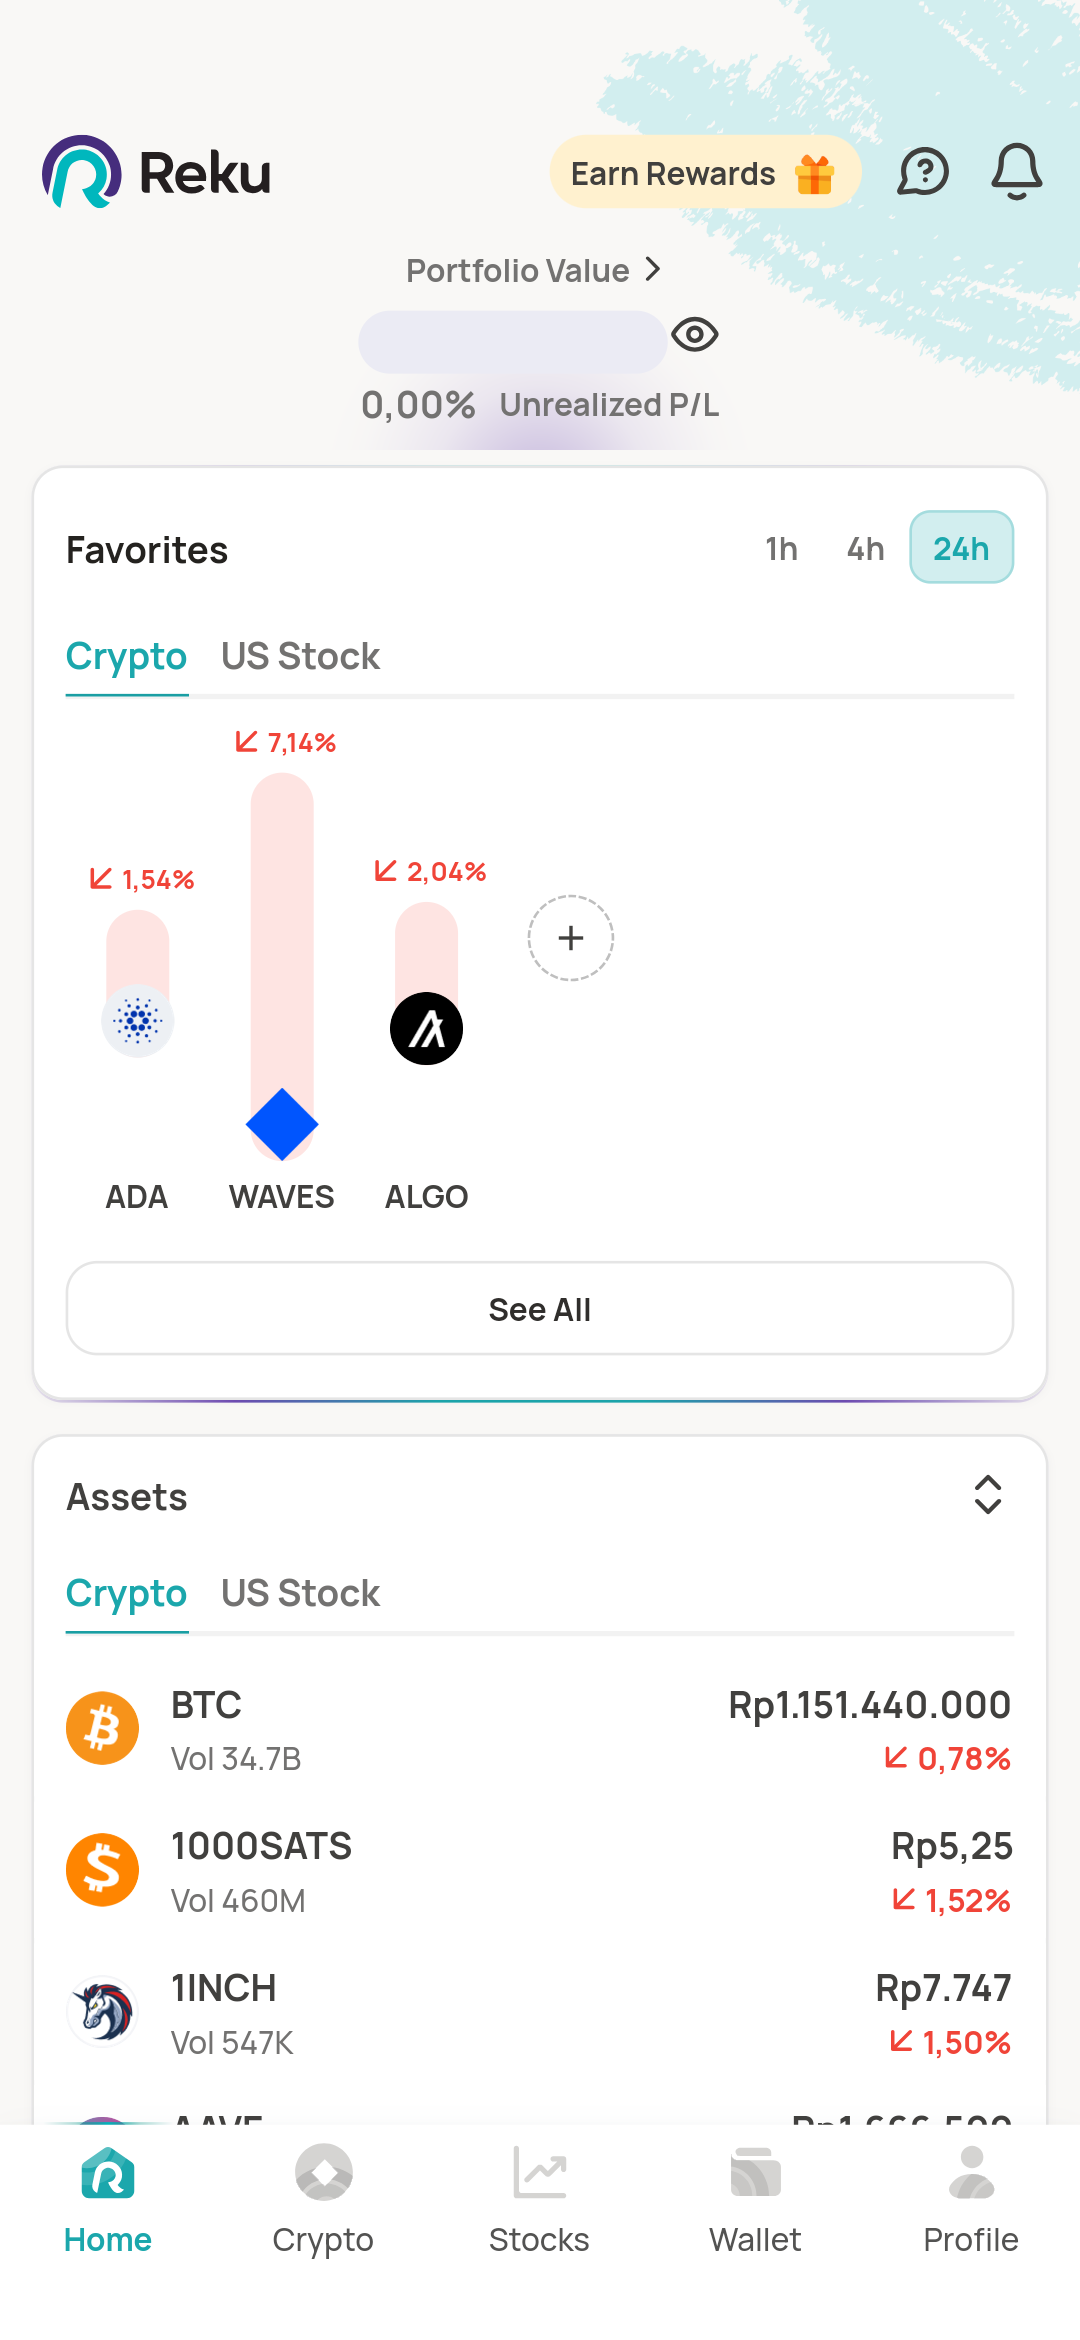 Reku
Earn Rewards
Portfolio Value
0,00% Unrealized P/L
Favorites
1h 4h 24h
Crypto US Stock
7,14%
1,54%
2,04%
ADA WAVES ALGO
See All
Assets
Crypto US Stock
BTC Rp1.151.440.000
Vol 34.7B 0,78%
1000SATS Rp5,25
Vol 460M 1,52%
1INCH Rp7.747
Vol 547K 1,50%
Home Crypto Stocks Wallet Profile